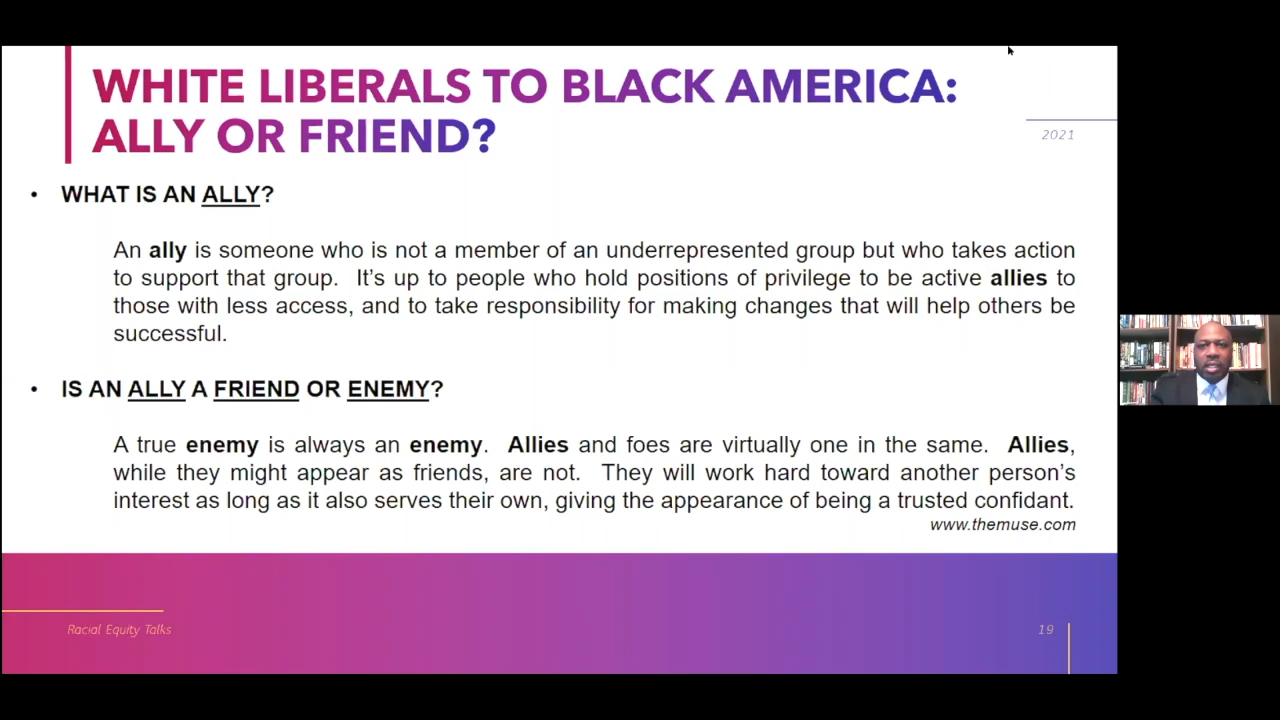 WHITE LIBERALS TO BLACK AMERICA:
ALLY OR FRIEND?
2021
• WHAT IS AN ALLY?
An ally is someone who is not a member of an underrepresented group but who takes action
to support that group. It's up to people who hold positions of privilege to be active allies to
those with less access, and to take responsibility for making changes that will help others be
successful.
• IS AN ALLY A FRIEND OR ENEMY?
A true enemy is always an enemy. Allies and foes are virtually one in the same. Allies,
while they might appear as friends, are not. They will work hard toward another person's
interest as long as it also serves their own, giving the appearance of being a trusted confidant.
www.themuse.com
Racial Equity Talks
19